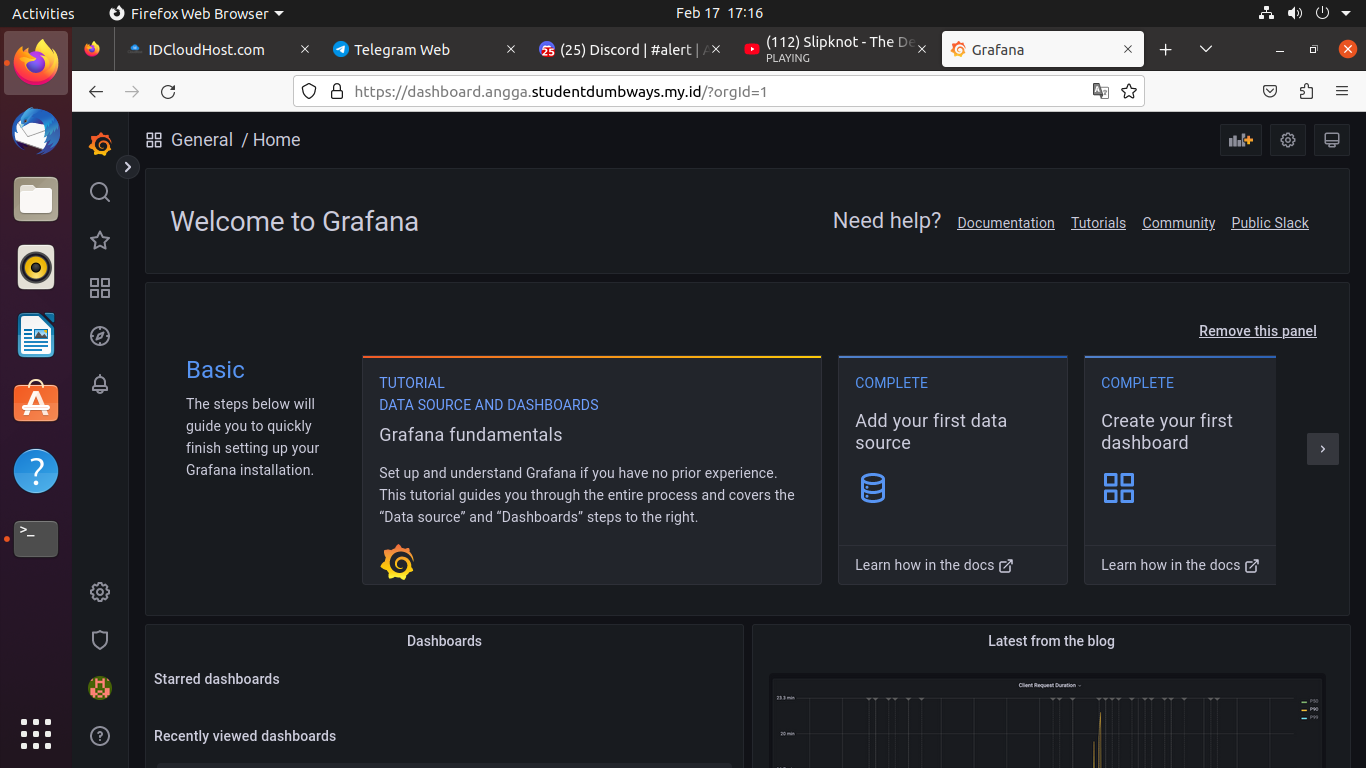 Activities
Firefox Web Browser
Feb 17 17:16
IDCloudHost.com
Telegram Web
25
(25) Discord | #alert |
(112) Slipknot - The De
PLAYING
Grafana
https://dashboard.angga.studentdumbways.my.id/?orgId=1
General / Home
Welcome to Grafana
Need help?
Documentation
Tutorials
Community
Public Slack
Remove this panel
Basic
The steps below will
guide you to quickly
finish setting up your
Grafana installation.
TUTORIAL
DATA SOURCE AND DASHBOARDS
Grafana fundamentals
Set up and understand Grafana if you have no prior experience.
This tutorial guides you through the entire process and covers the
“Data source” and “Dashboards” steps to the right.
COMPLETE
Add your first data
source
Learn how in the docs
COMPLETE
Create your first
dashboard
Learn how in the docs
Dashboards
Starred dashboards
Recently viewed dashboards
Latest from the blog
Client Request Duration
23.3 min
20 min
P50
P90
P99